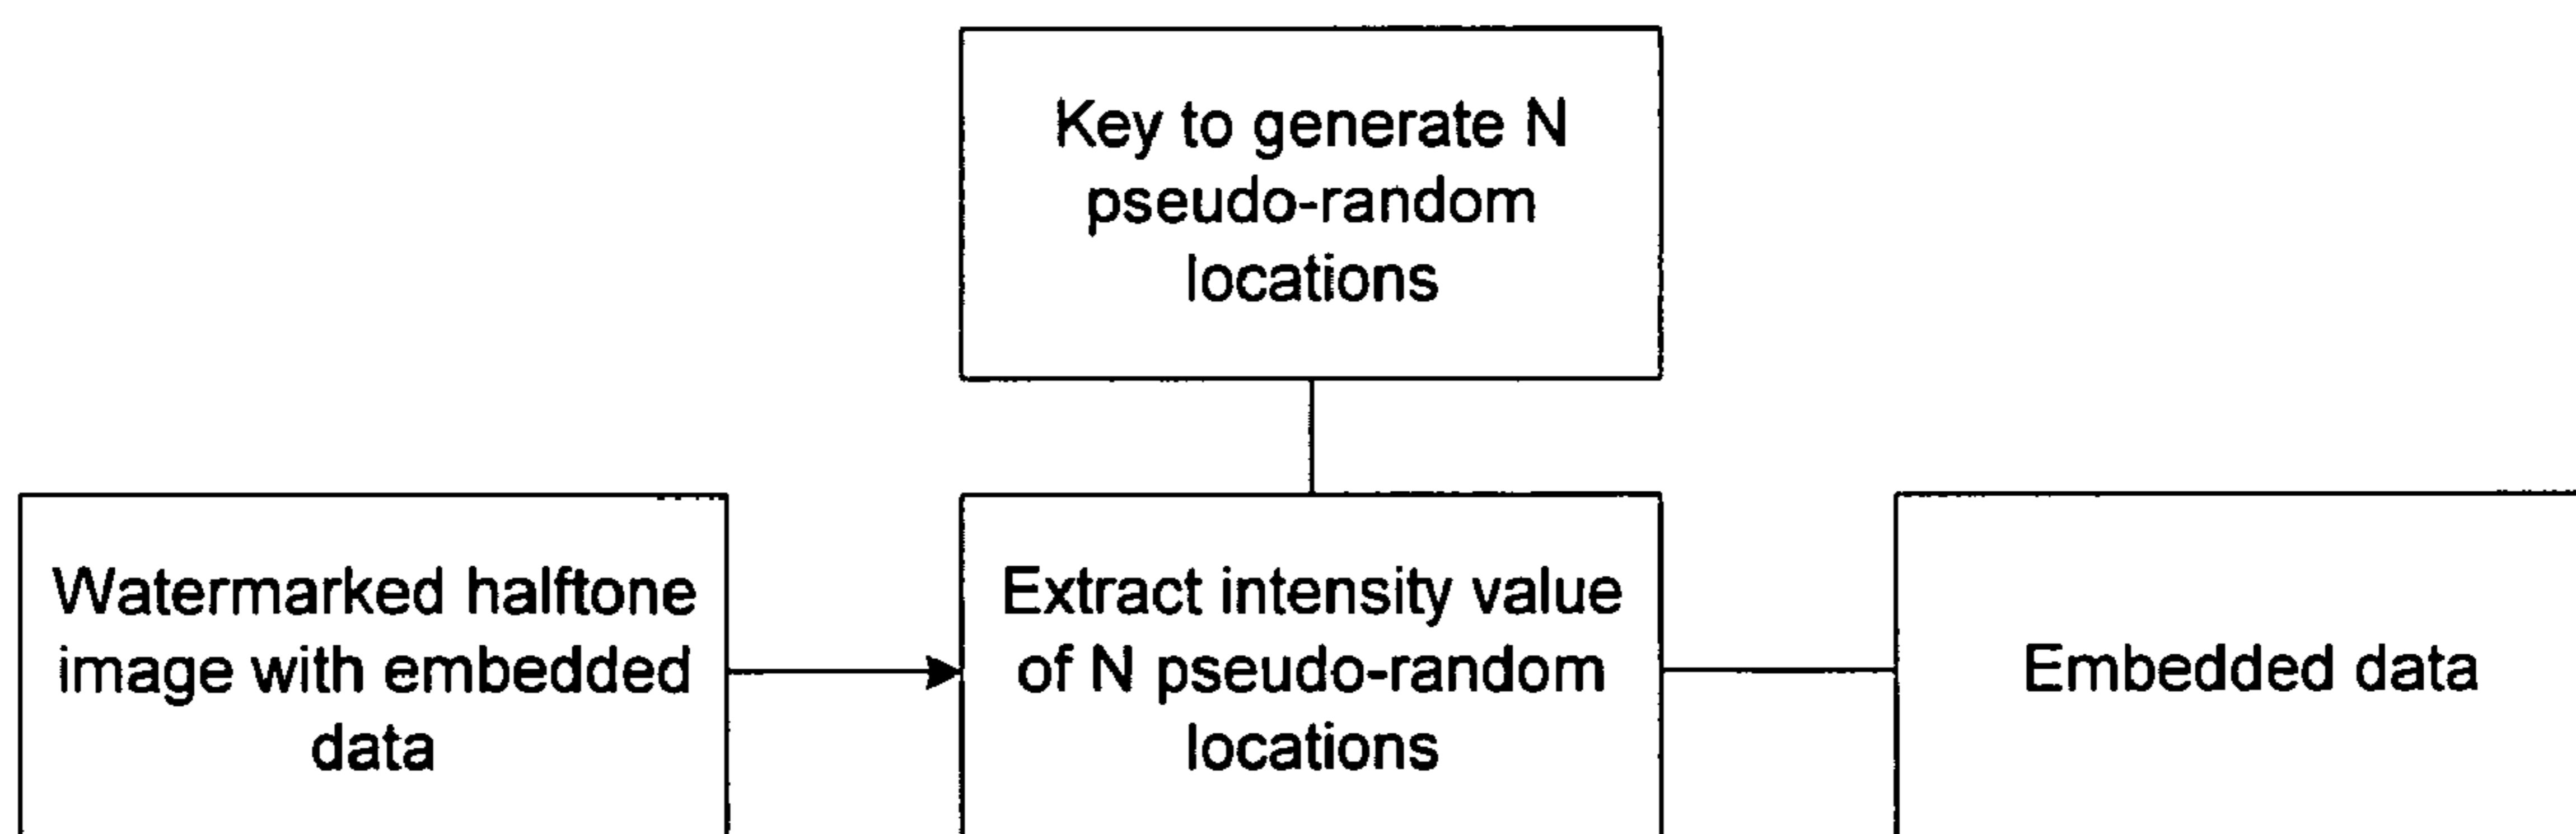 Key to generate N
pseudo-random
locations
Watermarked halftone
image with embedded
data
Extract intensity value
of N pseudo-random
locations
Embedded data